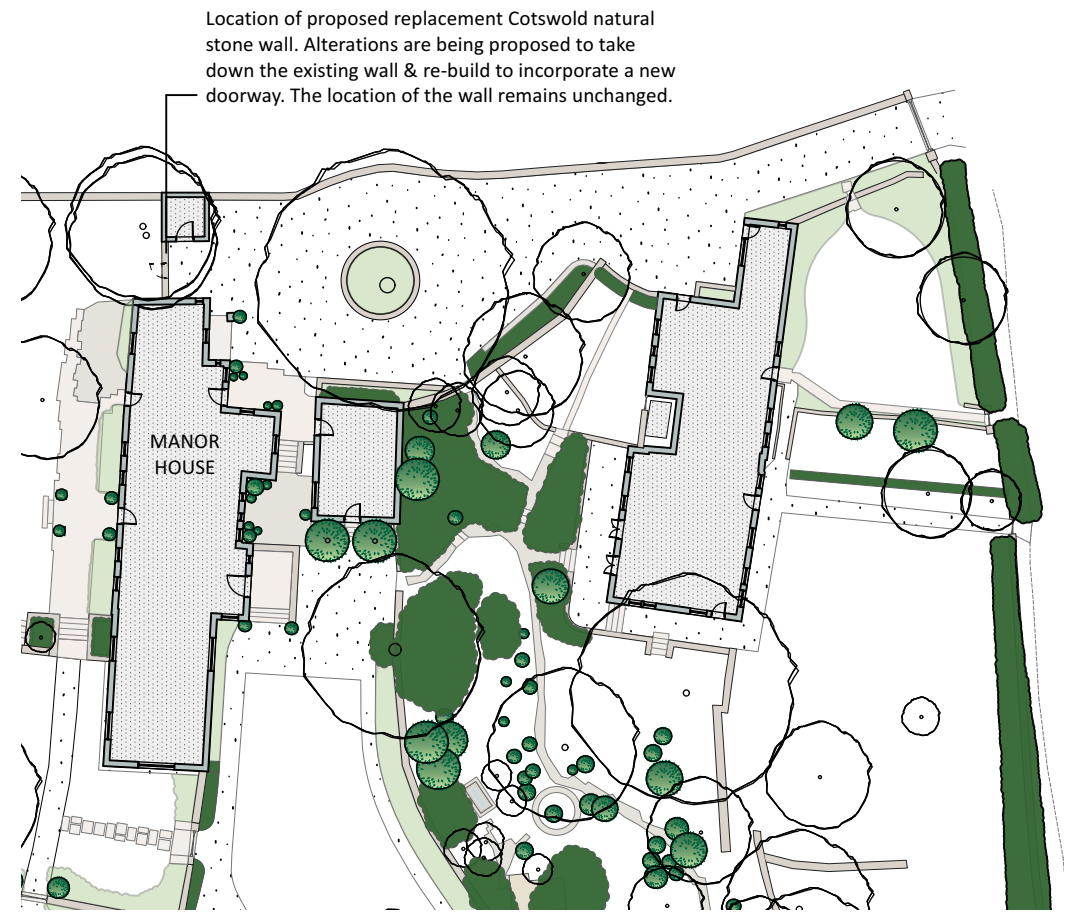 Location of proposed replacement Cotswold natural
stone wall. Alterations are being proposed to take
down the existing wall & re-build to incorporate a new
doorway. The location of the wall remains unchanged.
MANOR
HOUSE